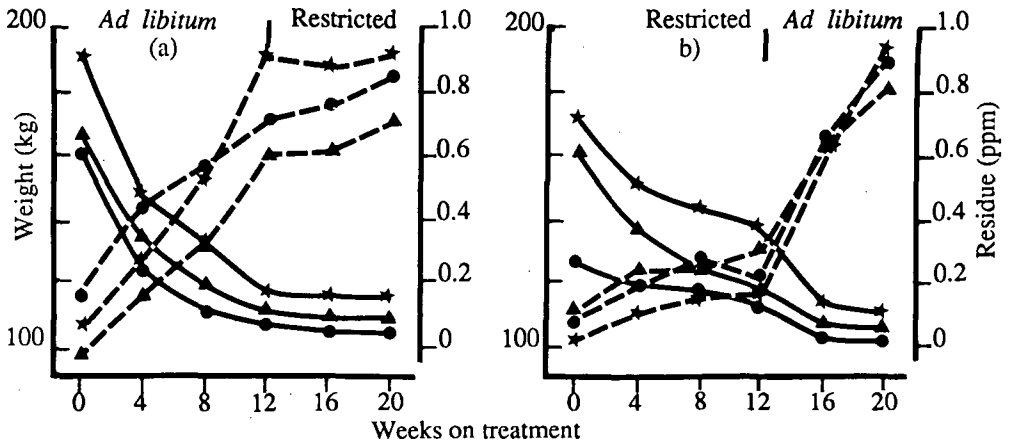 Ad libitum
Restricted
(a)
200
100
Weight (kg)
1.0
0.8
0.6
0.4
0.2
0
0 4 8 12 16 20
Restricted
Ad libitum
b)
200
100
1.0
0.8
0.6
0.4
0.2
0
Residue (ppm)
0 4 8 12 16 20
Weeks on treatment